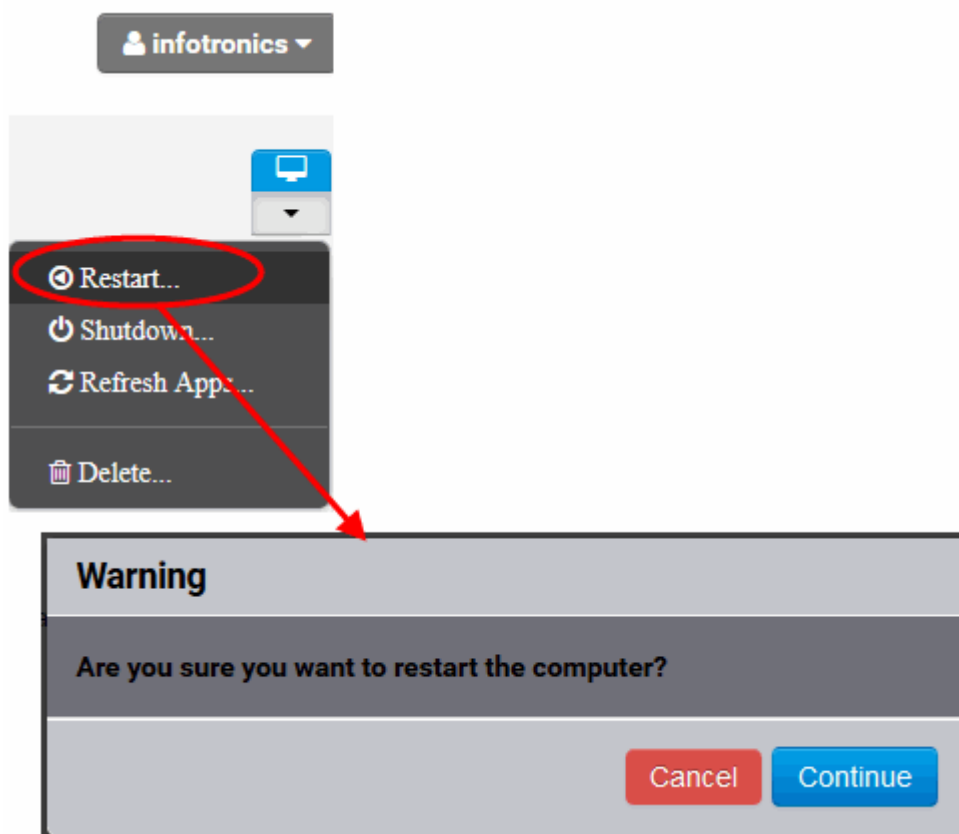 infotronics
Restart...
Shutdown...
Refresh Apps...
Delete...
Warning
Are you sure you want to restart the computer?
Cancel Continue